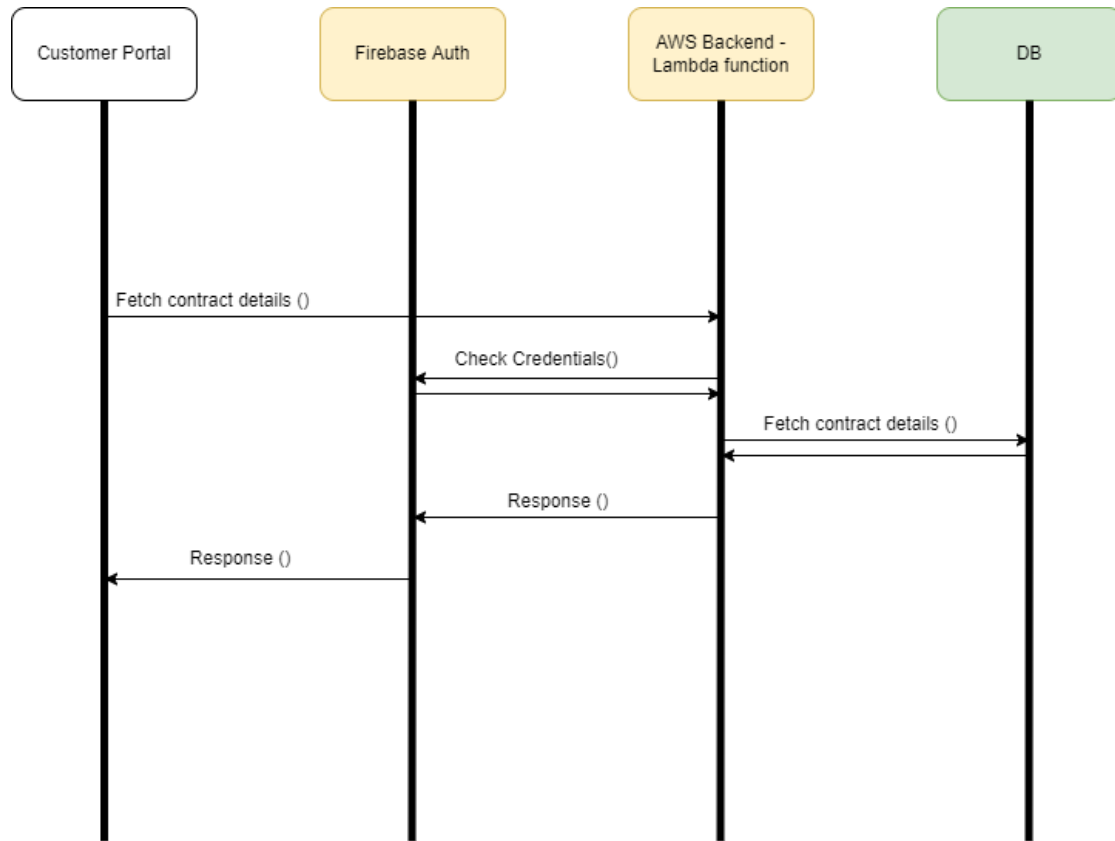 Customer Portal
Firebase Auth
AWS Backend -
Lambda function
DB
Fetch contract details ()
Check Credentials()
Fetch contract details ()
Response ()
Response ()